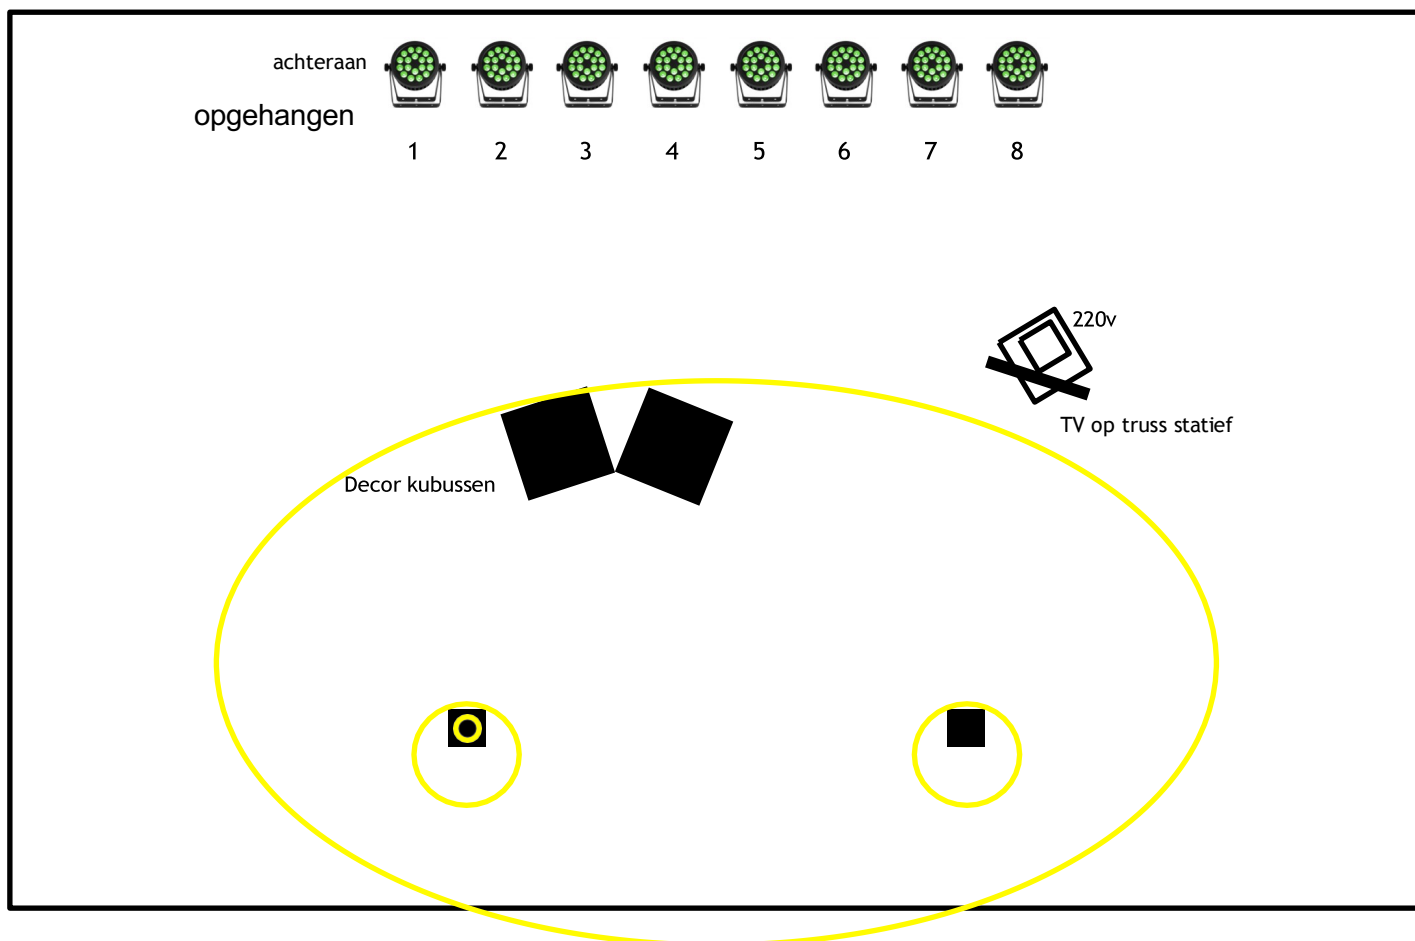 achteraan
opgehangen
1 2 3 4 5 6 7 8
220v
TV op truss statief
Decor kubussen